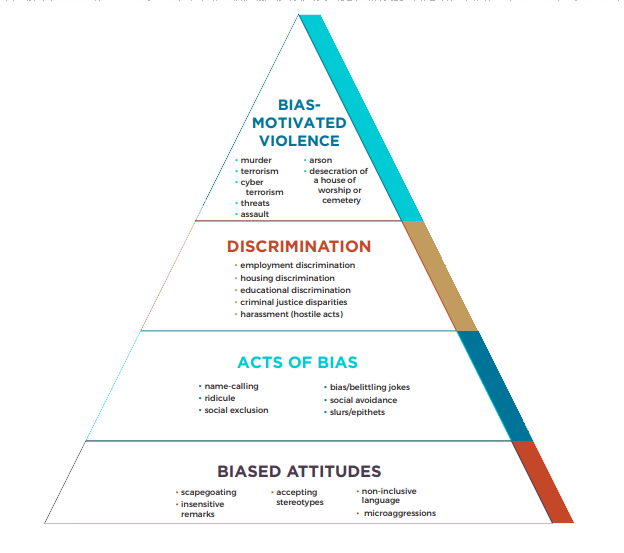 BIAS-
MOTIVATED
VIOLENCE
• murder
• terrorism
• cyber
terrorism
• threats
• assault
• arson
• desecration of
a house of
worship or
cemetery
DISCRIMINATION
• employment discrimination
• housing discrimination
• educational discrimination
• criminal justice disparities
• harassment (hostile acts)
ACTS OF BIAS
• name-calling
• ridicule
• social exclusion
• bias/belittling jokes
• social avoidance
• slurs/epithets
BIASED ATTITUDES
• scapegoating
• insensitive
remarks
• accepting
stereotypes
• non-inclusive
language
• microaggressions